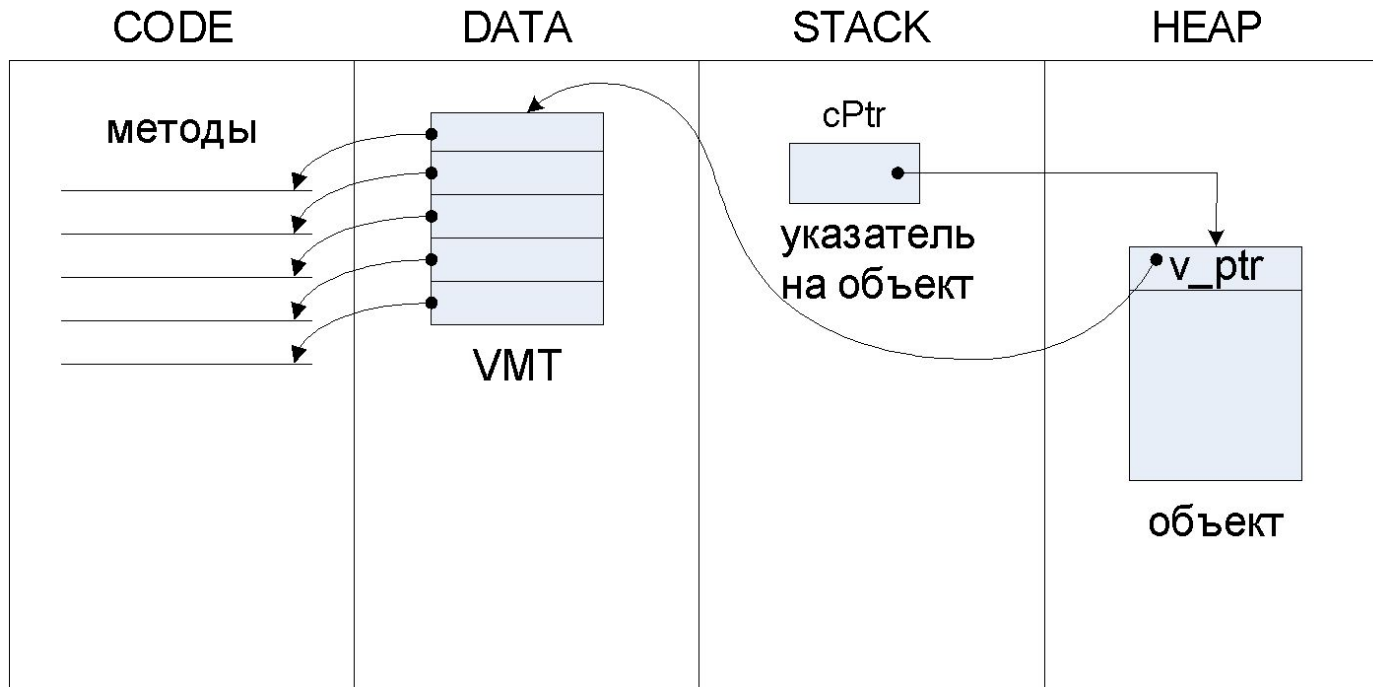 CODE
DATA
STACK
HEAP
методы
cPtr
указатель
на объект
v_ptr
VMT
объект